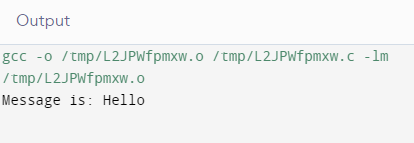 Output
gcc -o /tmp/L2JPWfpmxw.o /tmp/L2JPWfpmxw.c -lm
/tmp/L2JPWfpmxw.o
Message is: Hello